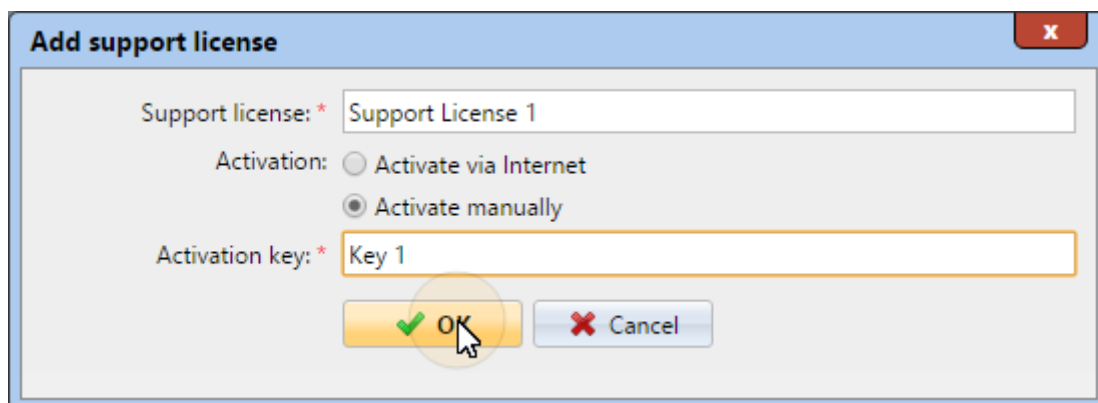 Add support license
x
Support license: * Support License 1
Activation: Activate via Internet
Activate manually
Activation key: * Key 1
OK Cancel